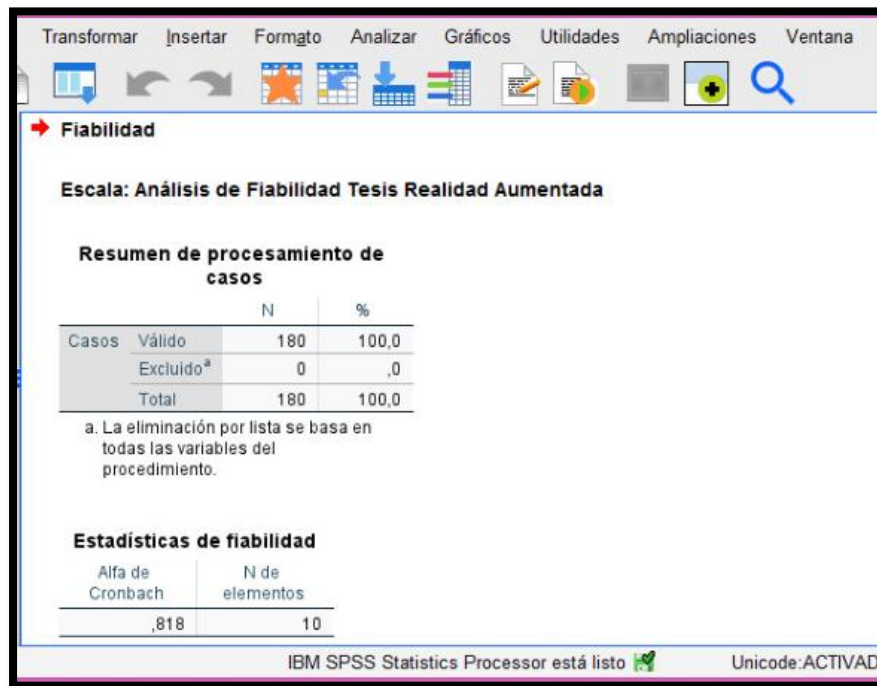 Transformar Insertar Formato Analizar Gráficos Utilidades Ampliaciones Ventana
Fiabilidad
Escala: Análisis de Fiabilidad Tesis Realidad Aumentada
Resumen de procesamiento de
casos
N %
Casos Válido 180 100,0
Excluidoª 0 ,0
Total 180 100,0
a. La eliminación por lista se basa en
todas las variables del
procedimiento.
Estadísticas de fiabilidad
Alfa de N de
Cronbach elementos
,818 10
IBM SPSS Statistics Processor está listo Unicode:ACTIVAD